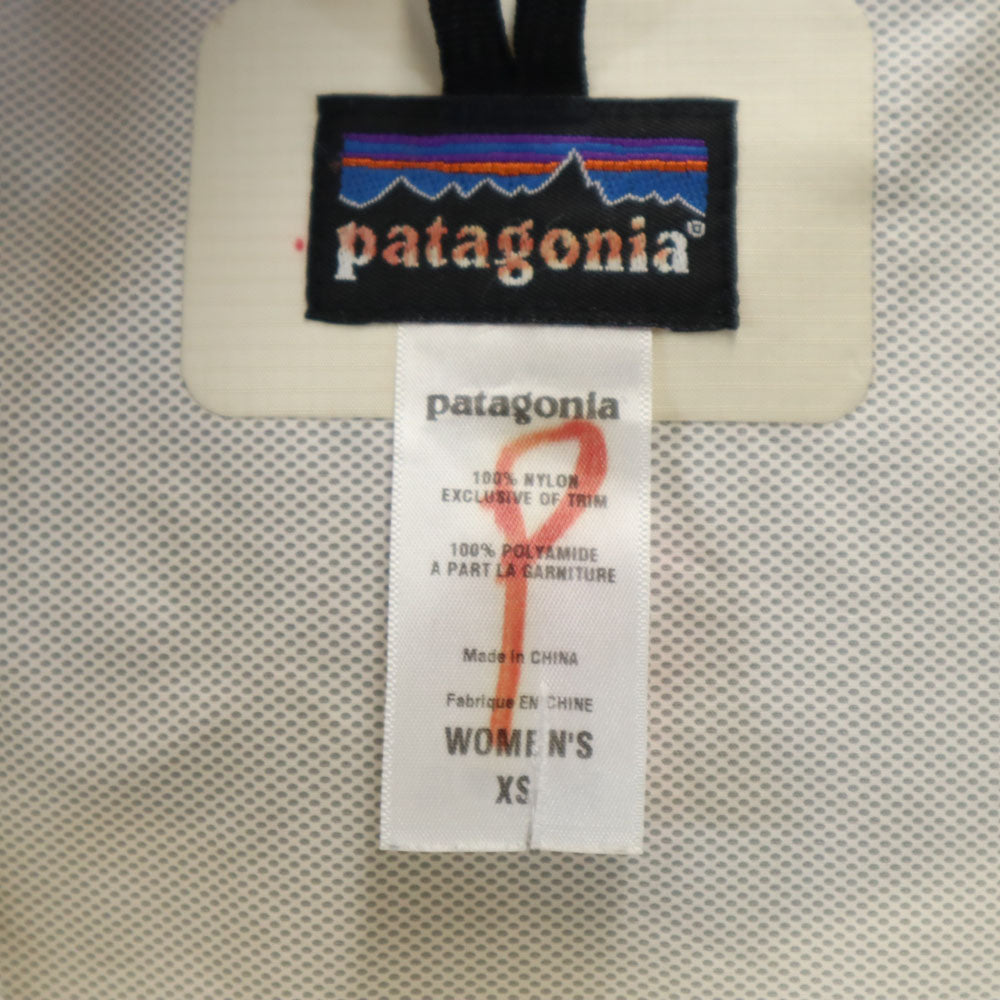 patagonia®
patagonia
100% NYLON
EXCLUSIVE OF TRIM
100% POLYAMIDE
A PART LA GARNITURE
Made in CHINA
Fabrique EN CHINE
WOMEN'S
XS